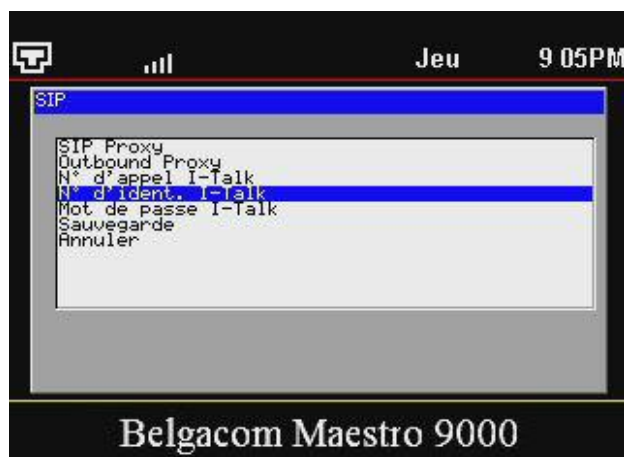 Jeu 9 05PM
SIP
SIP Proxy
Outbound Proxy
N° d'appel I-Talk
N° d'ident. I-Talk
Mot de passe I-Talk
Sauvegarde
Annuler
Belgacom Maestro 9000